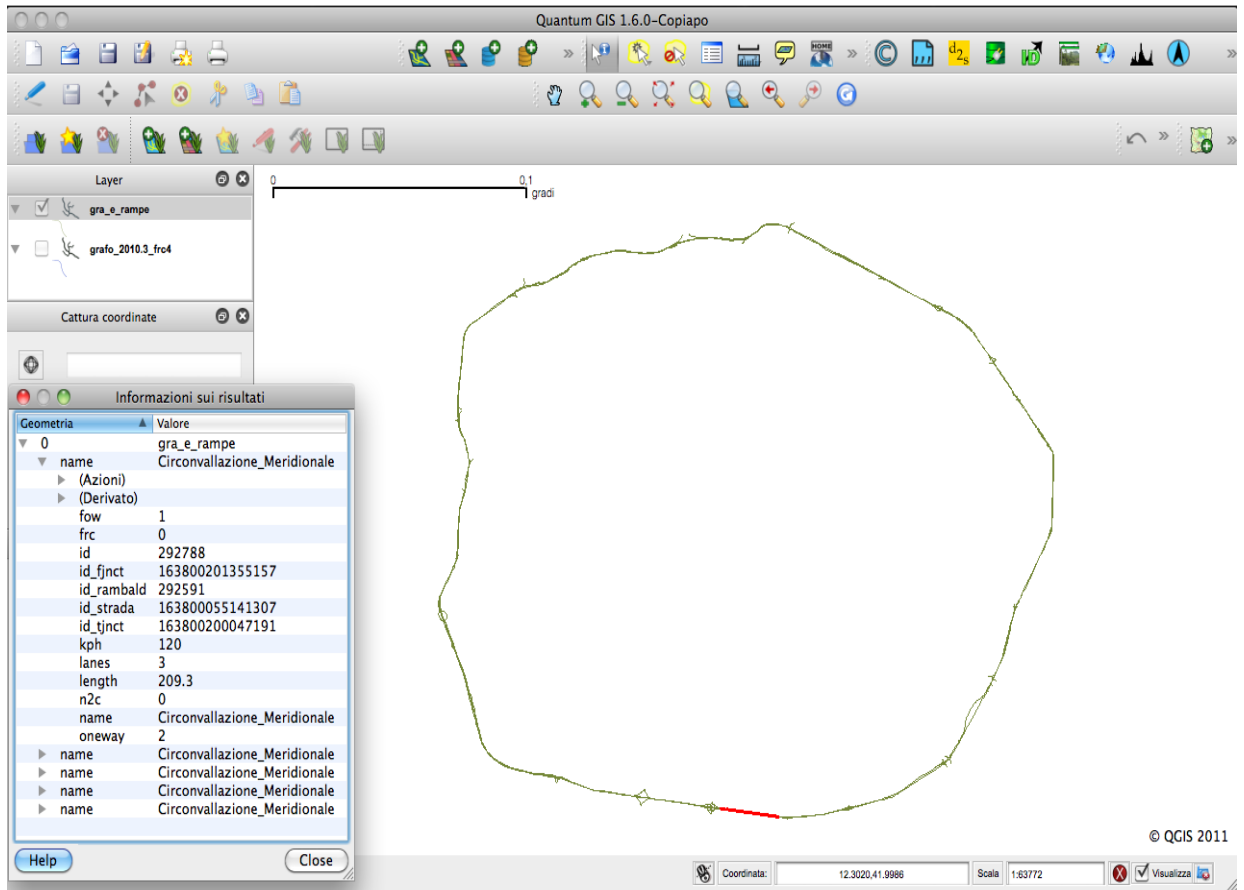 Quantum GIS 1.6.0-Copiapo
HOME
d2s
Layer
gra_e_rampe
grafo_2010.3_frc4
0 0,1
gradi
Cattura coordinate
Informazioni sui risultati
Geometria Valore
0 gra_e_rampe
name Circonvallazione_Meridionale
(Azioni)
(Derivato)
fow 1
frc 0
id 292788
id_fjnct 163800201355157
id_rambald 292591
id_strada 163800055141307
id_tjnct 163800200047191
kph 120
lanes 3
length 209.3
n2c 0
name Circonvallazione_Meridionale
oneway 2
name Circonvallazione_Meridionale
name Circonvallazione_Meridionale
name Circonvallazione_Meridionale
name Circonvallazione_Meridionale
Help Close
© QGIS 2011
Coordinata: 12.3020,41.9986 Scala 1:63772 Visualizza